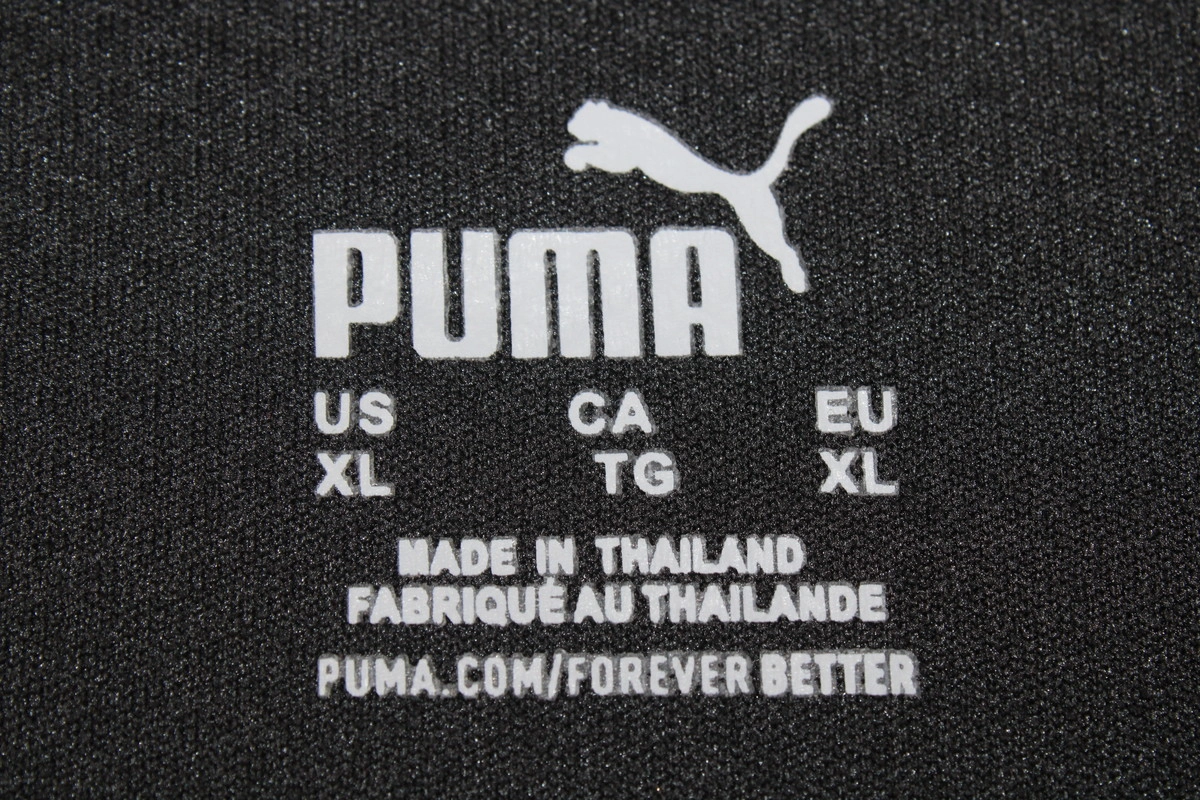 PUMA
US CA EU
XL TG XL
MADE IN THAILAND
FABRIQUÉ AU THAILANDE
PUMA.COM/FOREVER BETTER